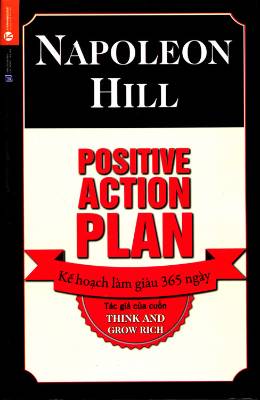 NAPOLEON
HILL
POSITIVE
ACTION
PLAN
Kế hoạch làm giàu 365 ngày
Tác giả của cuốn
THINK AND
GROW RICH